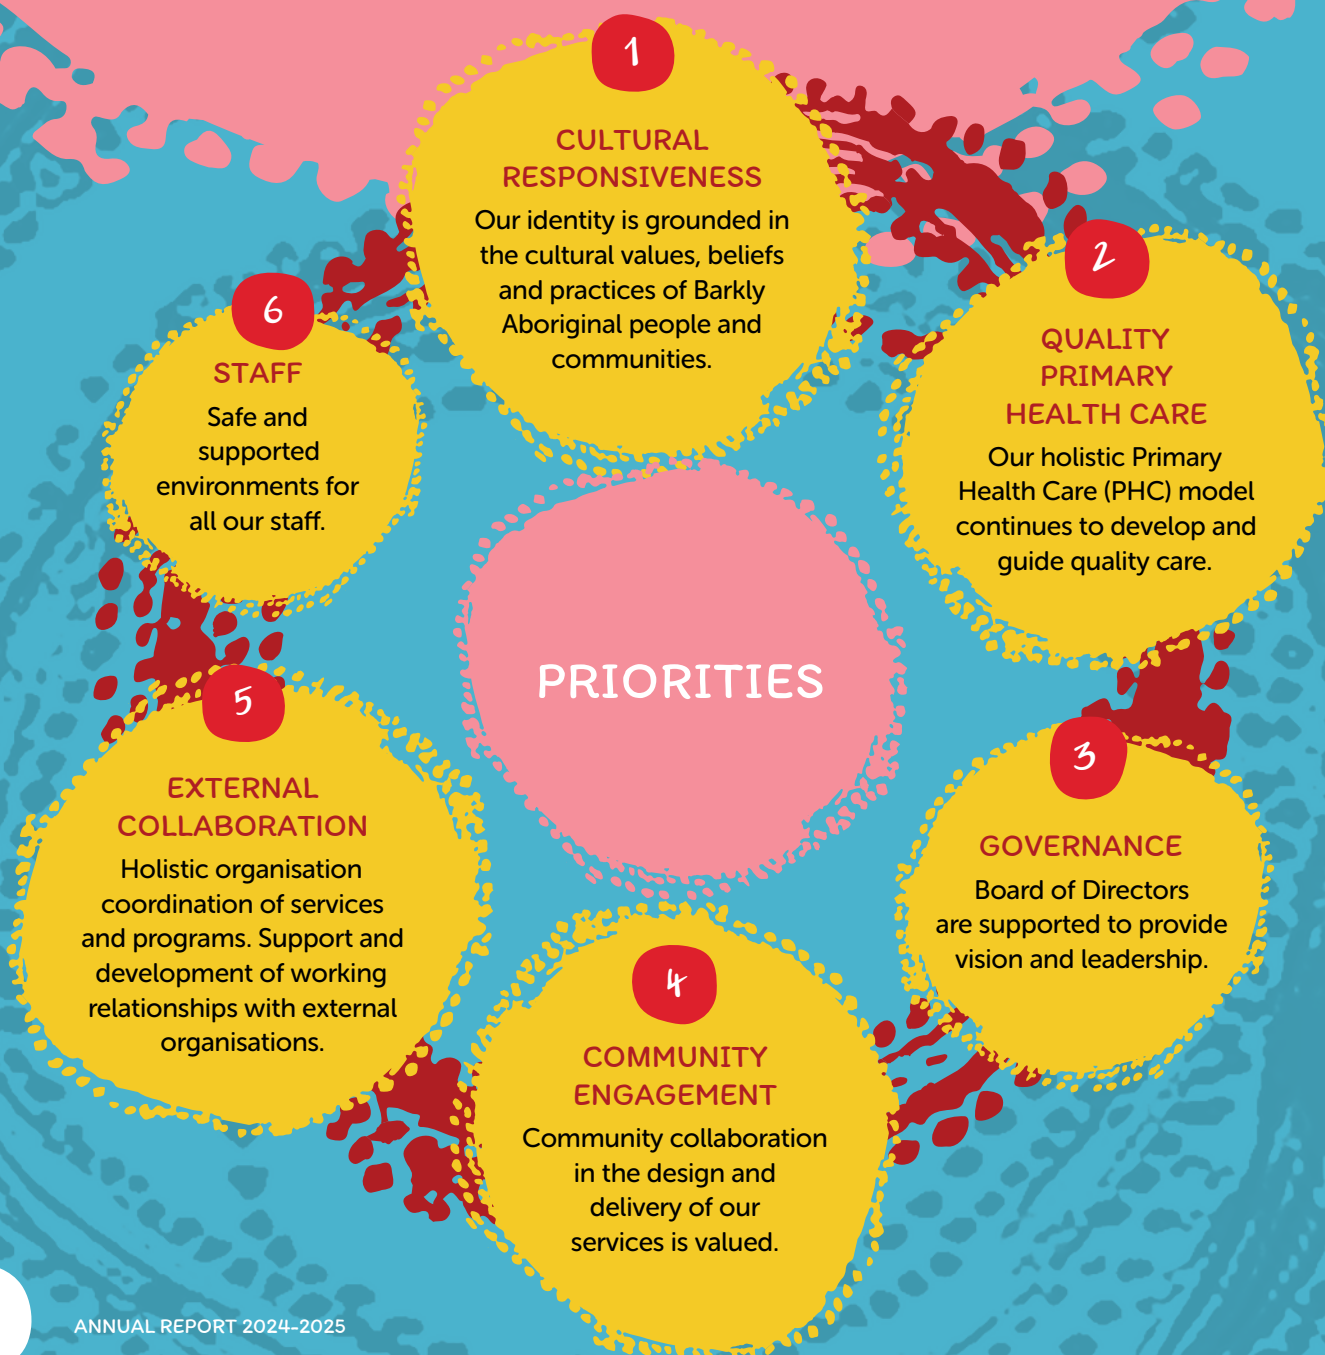 1
CULTURAL
RESPONSIVENESS
Our identity is grounded in
the cultural values, beliefs
and practices of Barkly
Aboriginal people and
communities.
2
QUALITY
PRIMARY
HEALTH CARE
Our holistic Primary
Health Care (PHC) model
continues to develop and
guide quality care.
3
GOVERNANCE
Board of Directors
are supported to provide
vision and leadership.
4
COMMUNITY
ENGAGEMENT
Community collaboration
in the design and
delivery of our
services is valued.
5
EXTERNAL
COLLABORATION
Holistic organisation
coordination of services
and programs. Support and
development of working
relationships with external
organisations.
6
STAFF
Safe and
supported
environments for
all our staff.
PRIORITIES
ANNUAL REPORT 2024-2025